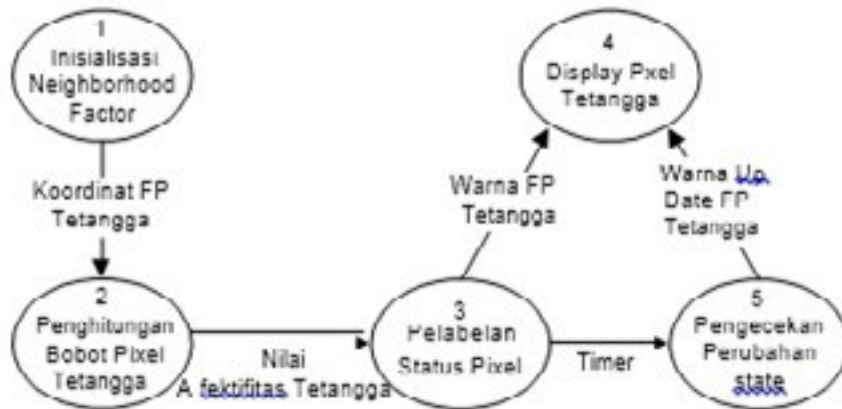 1
Inisialisasi
Neighborhood
Factor
Koordinat FP
Tetangga
2
Penghitungan
Bobot Pixel
Tetangga
Nilai
A fektifitas Tetangga
3
Pelabelan
Status Pixel
Warna FP
Tetangga
4
Display Pxel
Tetangga
Warna Up
Date FP
Tetangga
Timer
5
Pengecekan
Perubahan
state